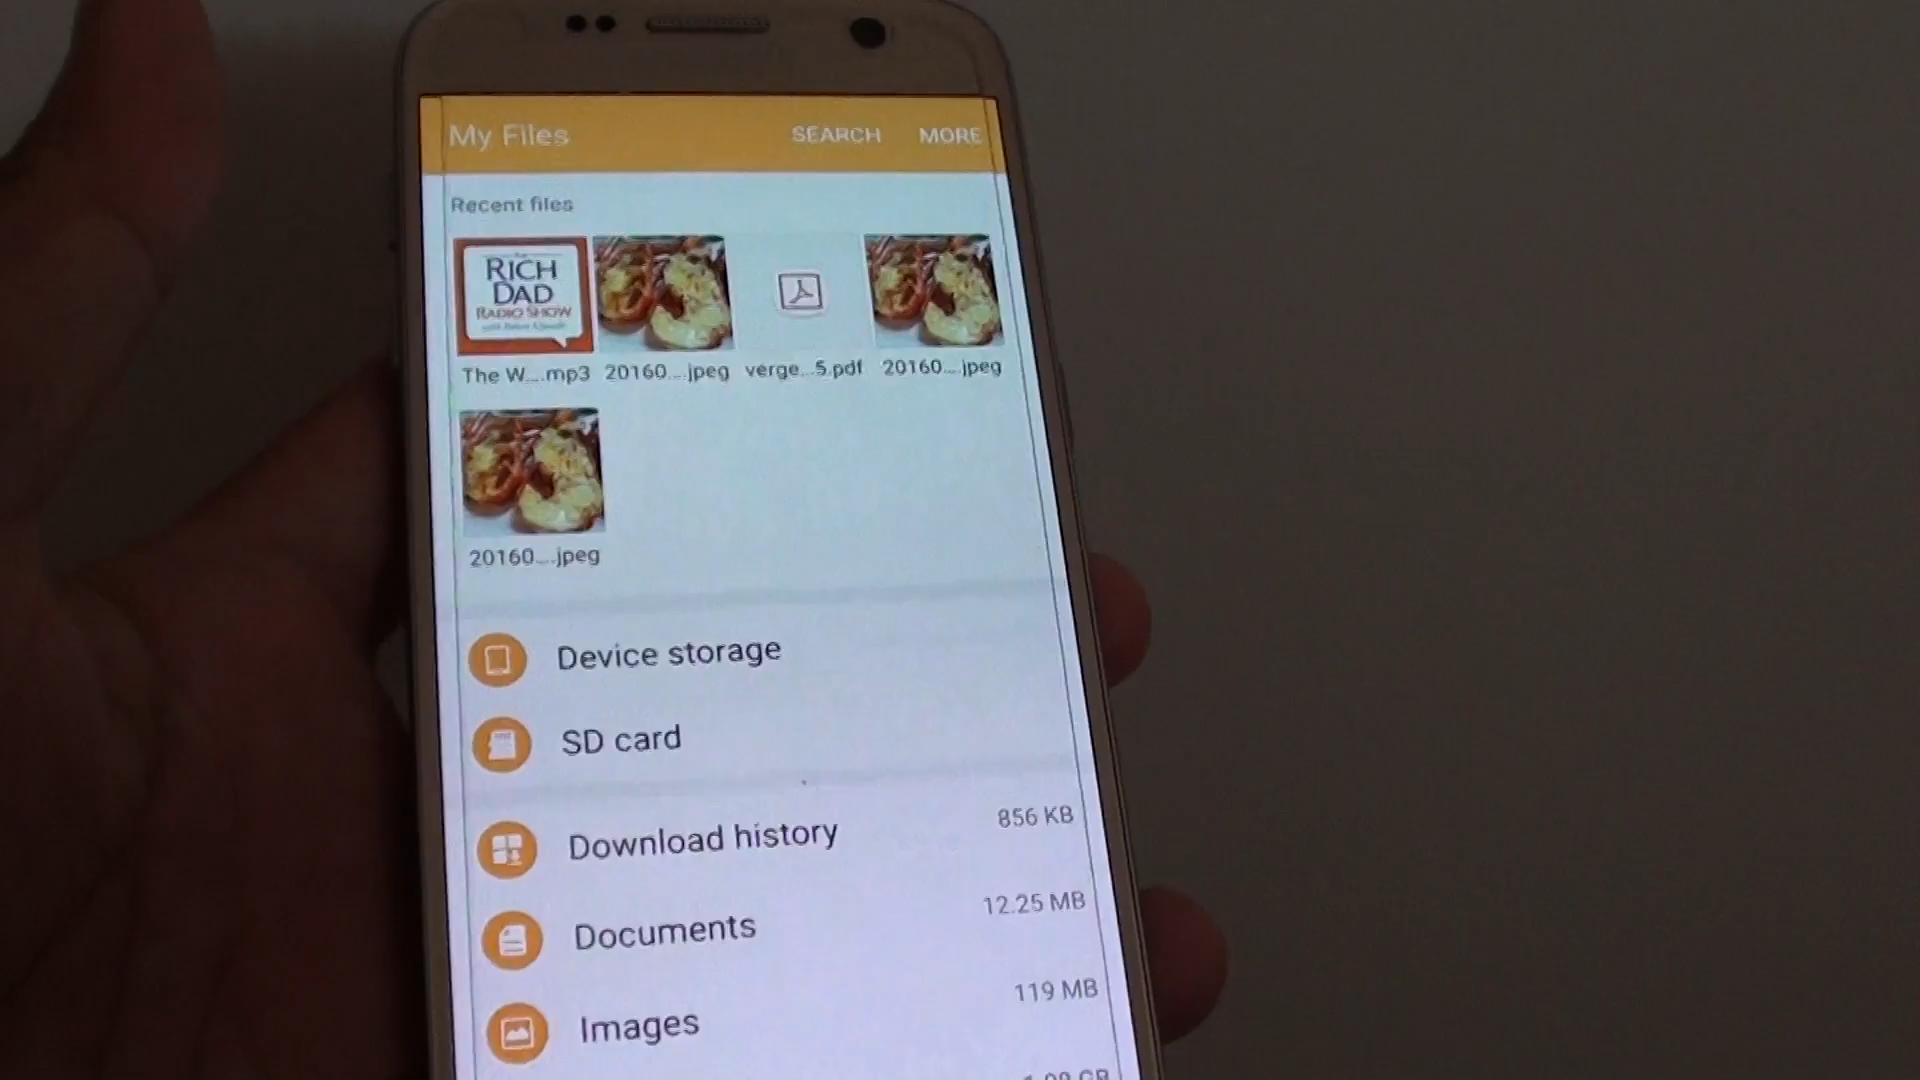 My Files
SEARCH MORE
Recent files
RICH
DAD
RADIO SHOW
The W....mp3 20160....jpeg verge...5.pdf 20160....jpeg
20160....jpeg
Device storage
SD card
Download history 856 KB
Documents 12.25 MB
Images 119 MB